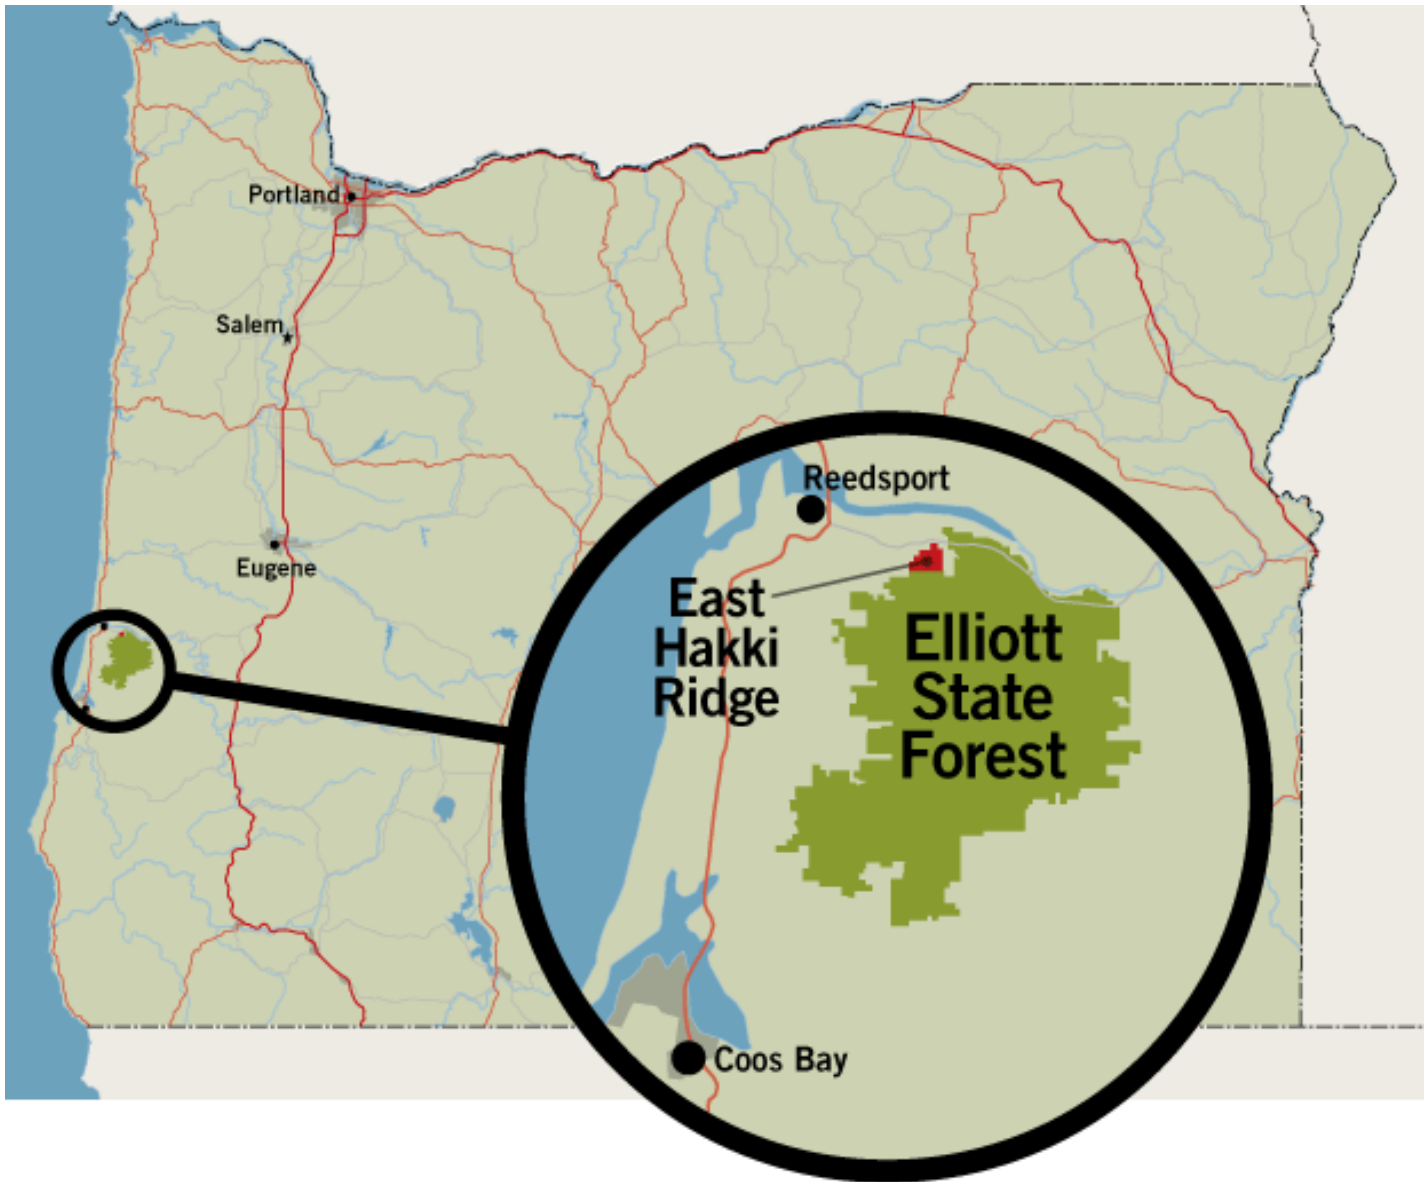 Portland
Salem
Eugene
Reedsport
East
Hakki
Ridge
Elliott
State
Forest
Coos Bay